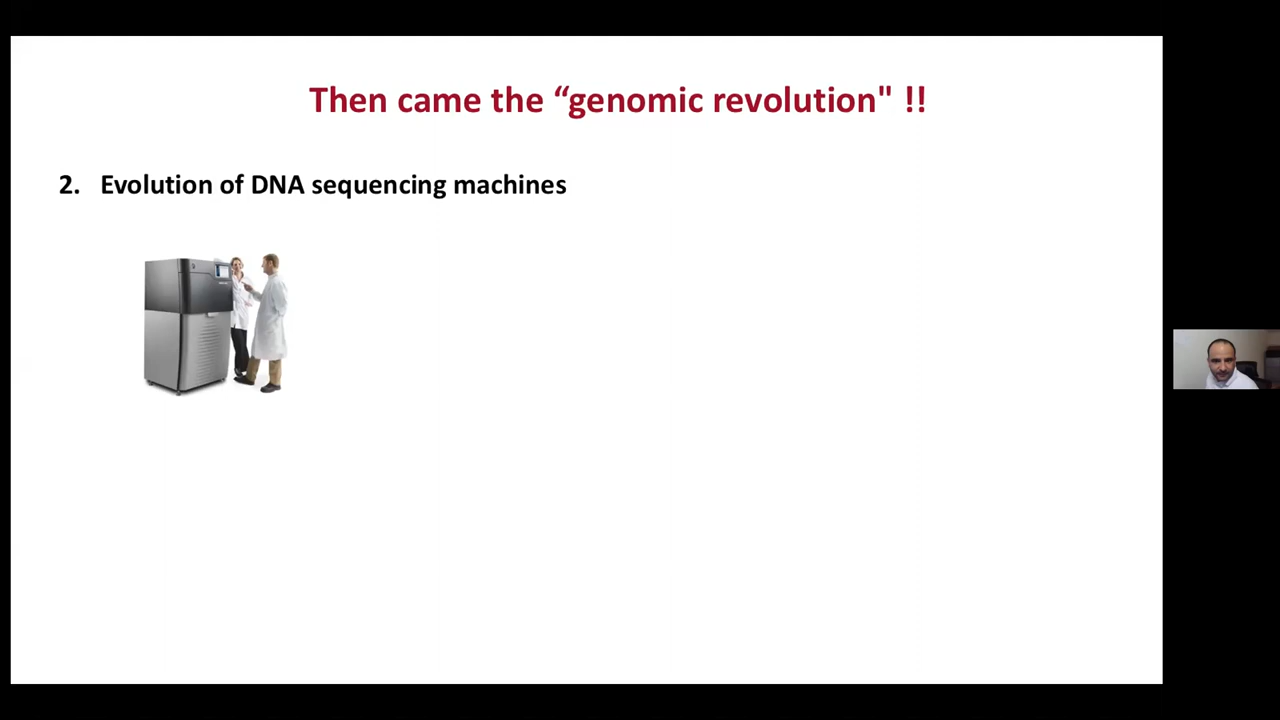 Then came the “genomic revolution" !!
2. Evolution of DNA sequencing machines